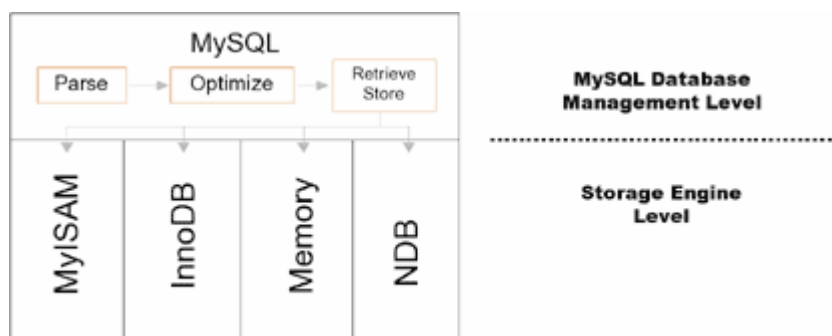 MySQL
Parse
Optimize
Retrieve
Store
MySQL Database
Management Level
MyISAM
InnoDB
Memory
NDB
Storage Engine
Level